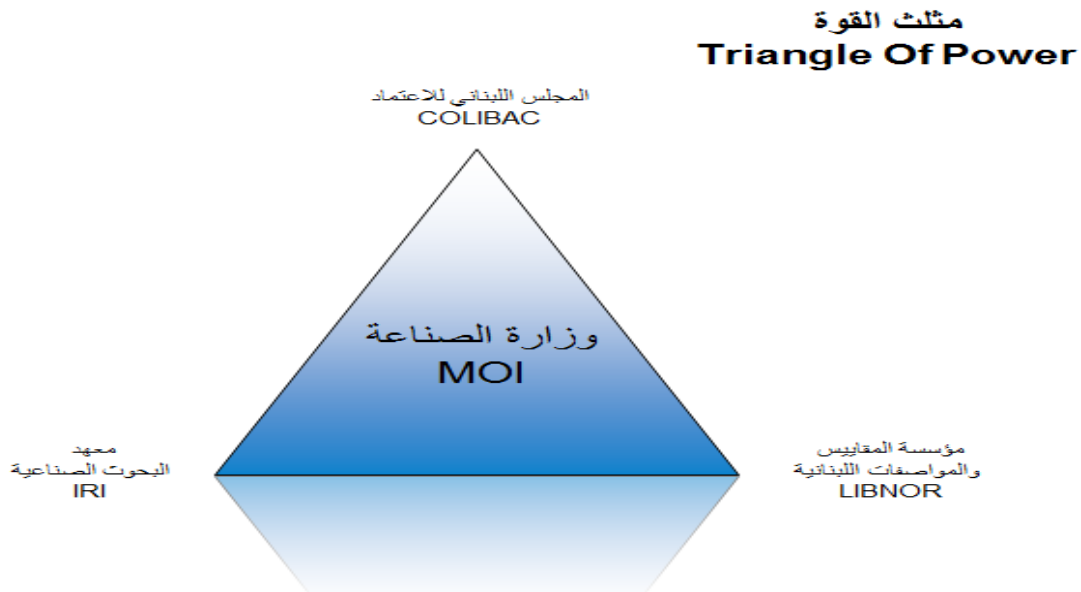 مثلث القوة
Triangle Of Power
المجلس اللبناني للاعتماد
COLIBAC
وزارة الصناعة
MOI
معهد
البحوث الصناعية
IRI
مؤسسة المقاييس
والمواصفات اللبنانية
LIBNOR